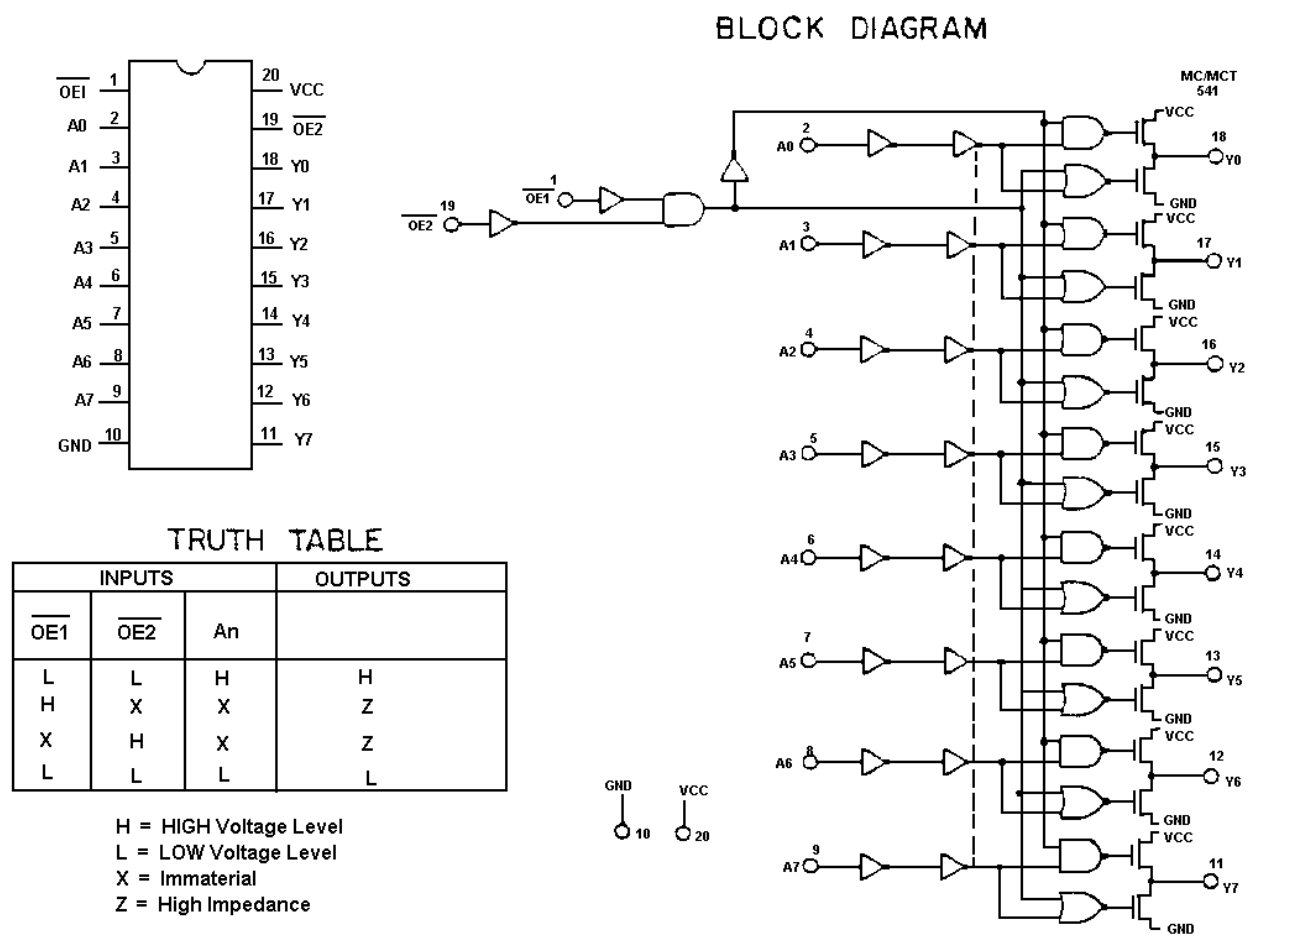 BLOCK DIAGRAM
OE1 1
A0 2
A1 3
A2 4
A3 5
A4 6
A5 7
A6 8
A7 9
GND 10
20 VCC
19 OE2
18 Y0
17 Y1
16 Y2
15 Y3
14 Y4
13 Y5
12 Y6
11 Y7
MC/MCT
541
19
OE2
1
OE1
2
A0
VCC
18
Y0
GND
3
A1
VCC
17
Y1
GND
4
A2
VCC
16
Y2
GND
5
A3
VCC
15
Y3
GND
6
A4
VCC
14
Y4
GND
7
A5
VCC
13
Y5
GND
8
A6
VCC
12
Y6
GND
9
A7
VCC
11
Y7
GND
GND
10
VCC
20
TRUTH TABLE
INPUTS OUTPUTS
OE1 OE2 An
L L H H
H X X Z
X H X Z
L L L L
H = HIGH Voltage Level
L = LOW Voltage Level
X = Immaterial
Z = High Impedance